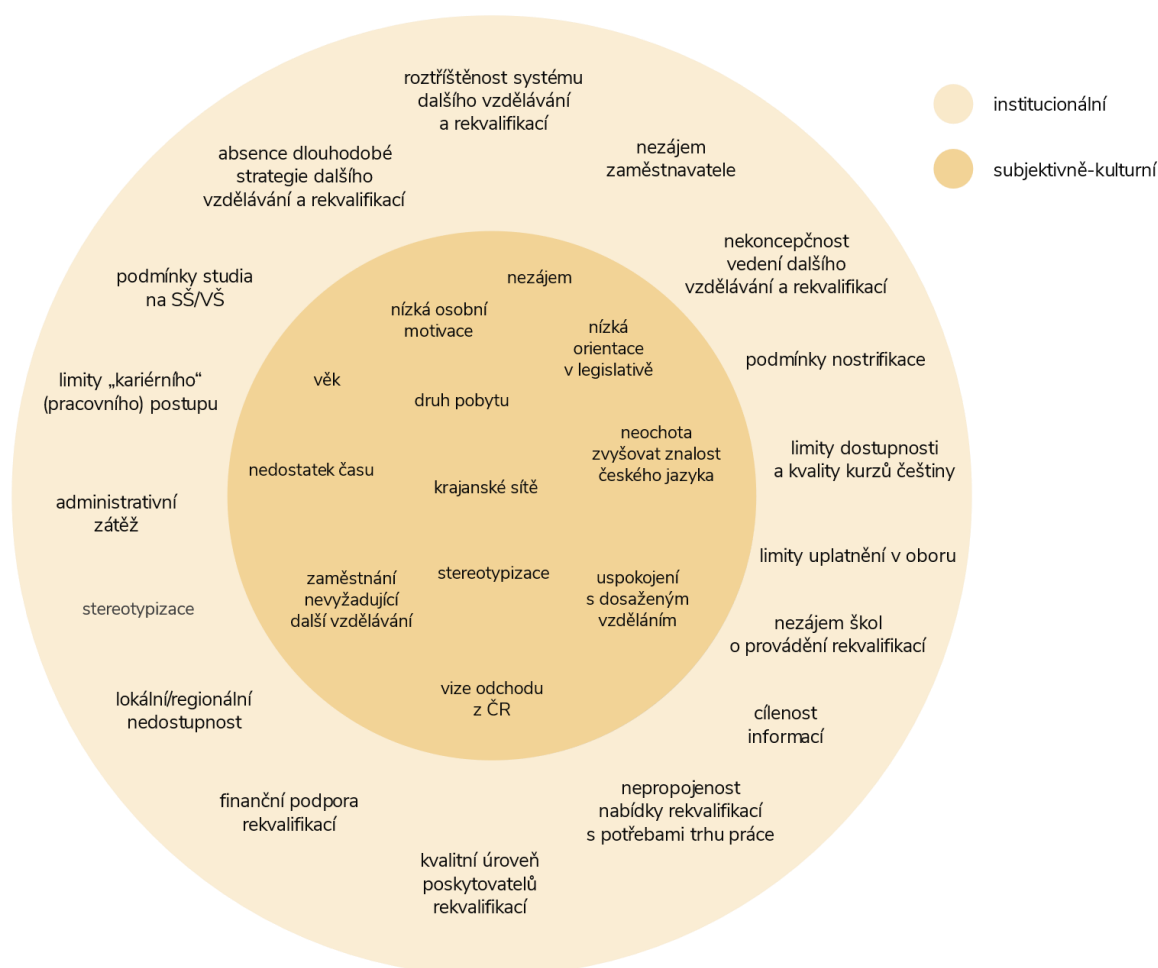 roztříštěnost systému
dalšího vzdělávání
a rekvalifikací
nezájem
zaměstnavatele
absence dlouhodobé
strategie dalšího
vzdělávání a rekvalifikací
nekoncepčnost
vedení dalšího
vzdělávání a rekvalifikací
podmínky studia
na SŠ/VŠ
podmínky nostrifikace
limity „kariérního“
(pracovního) postupu
limity dostupnosti
a kvality kurzů češtiny
administrativní
zátěž
limity uplatnění v oboru
stereotypizace
nezájem škol
o provádění rekvalifikací
lokální/regionální
nedostupnost
cílenost
informací
finanční podpora
rekvalifikací
nepropojenost
nabídky rekvalifikací
s potřebami trhu práce
kvalitní úroveň
poskytovatelů
rekvalifikací
nezájem
nízká osobní
motivace
nízká
orientace
v legislativě
věk
druh pobytu
neochota
zvyšovat znalost
českého jazyka
nedostatek času
krajanské sítě
zaměstnání
nevyžadující
další vzdělávání
stereotypizace
uspokojení
s dosaženým
vzděláním
vize odchodu
z ČR
institucionální
subjektivně-kulturní